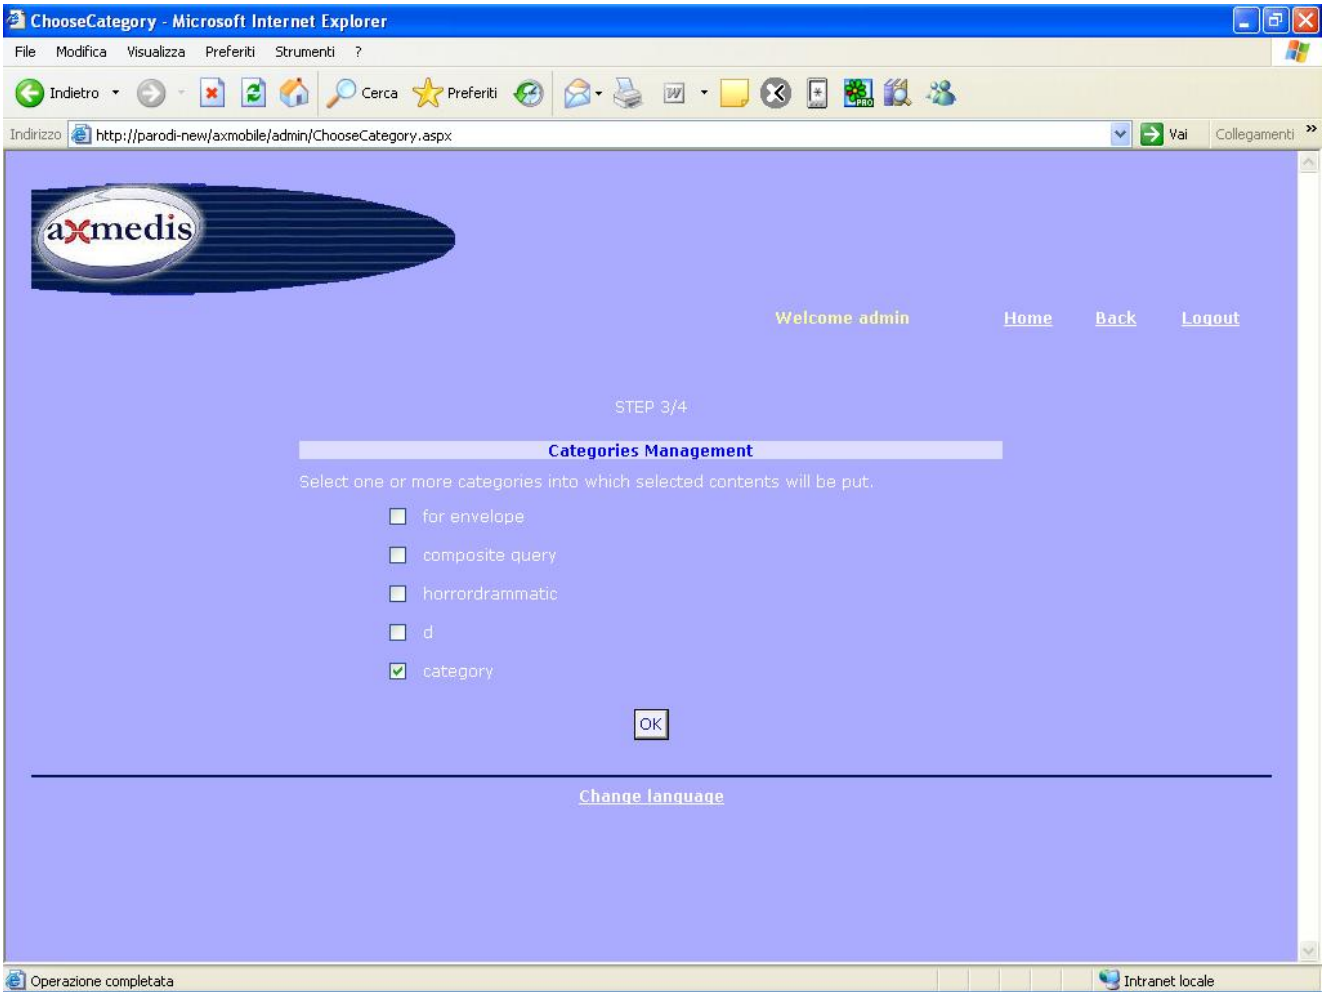 ChooseCategory - Microsoft Internet Explorer
File Modifica Visualizza Preferiti Strumenti ?
Indietro Cerca Preferiti
Indirizzo http://parodi-new/axmobile/admin/ChooseCategory.aspx Vai Collegamenti »
axmedis
Welcome admin Home Back Logout
STEP 3/4
Categories Management
Select one or more categories into which selected contents will be put.
for envelope
composite query
horrordrammatic
d
category
OK
Change language
Operazione completata Intranet locale